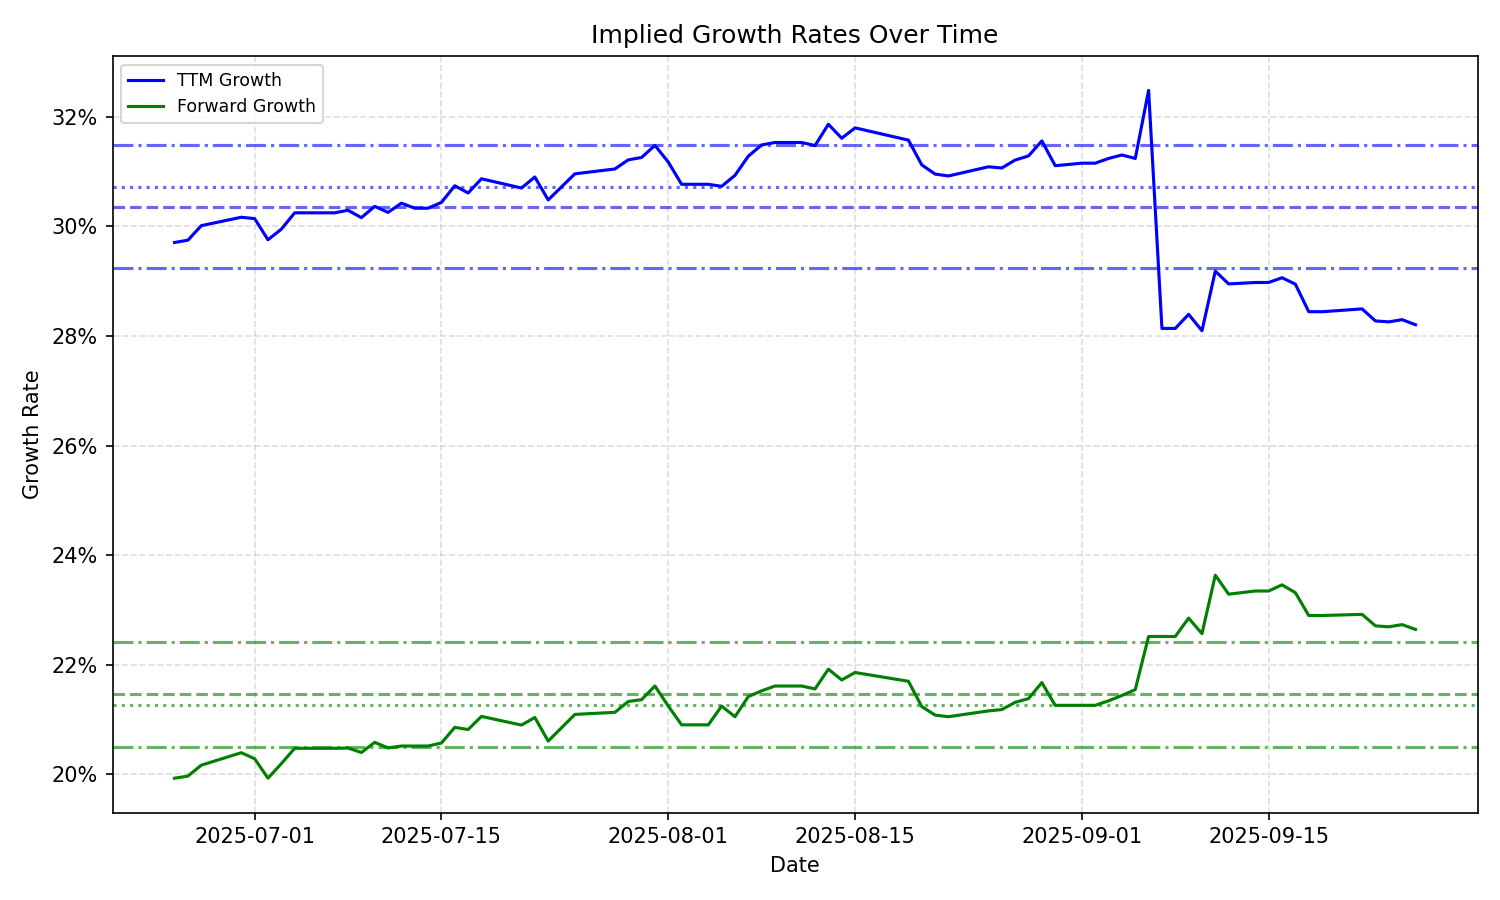 Implied Growth Rates Over Time
TTM Growth
Forward Growth
32%
30%
28%
26%
24%
22%
20%
Growth Rate
2025-07-01
2025-07-15
2025-08-01
2025-08-15
2025-09-01
2025-09-15
Date